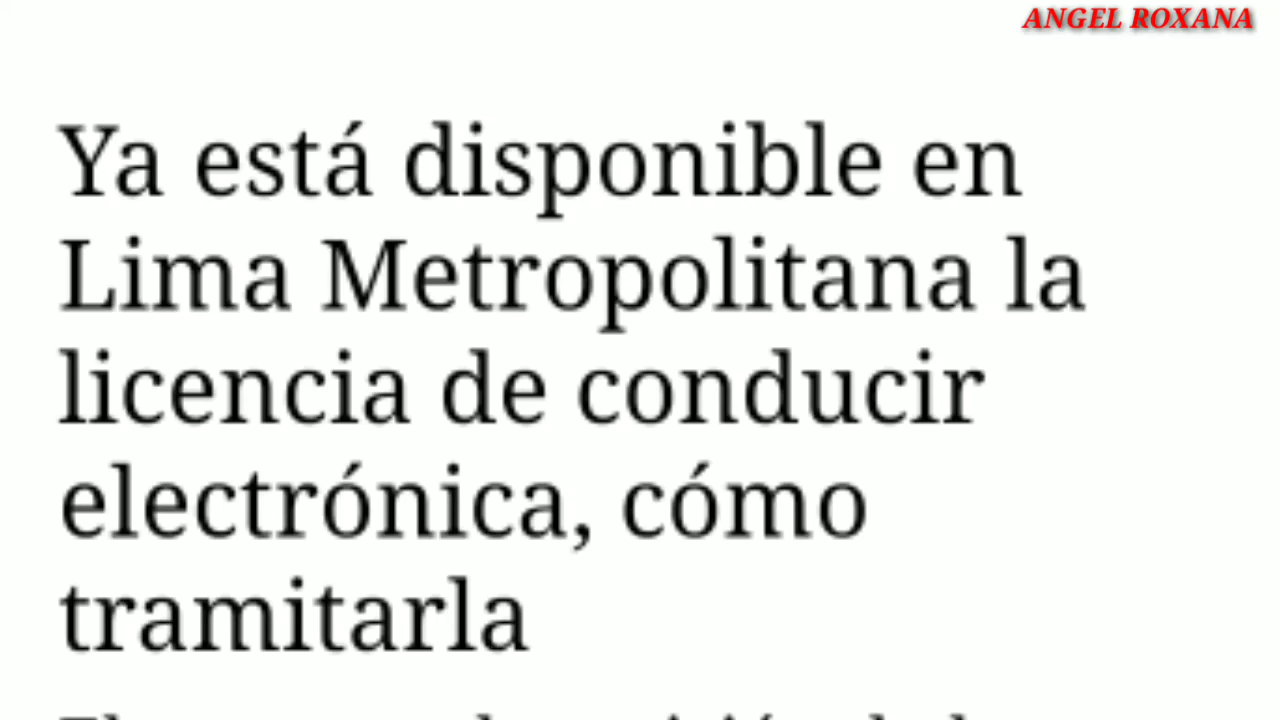 ANGEL ROXANA
Ya está disponible en
Lima Metropolitana la
licencia de conducir
electrónica, cómo
tramitarla